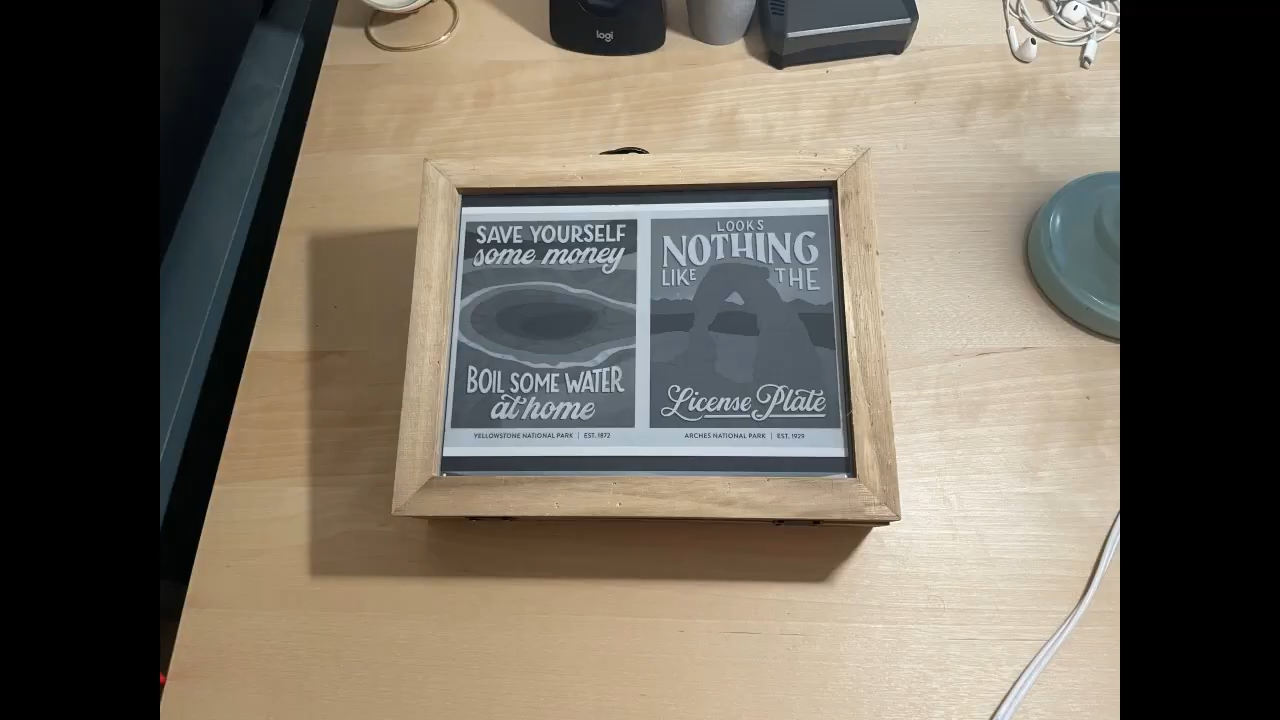 logi
SAVE YOURSELF
some money
BOIL SOME WATER
at home
YELLOWSTONE NATIONAL PARK | EST. 1872
LOOKS
NOTHING
LIKE THE
License Plate
ARCHES NATIONAL PARK | EST. 1929